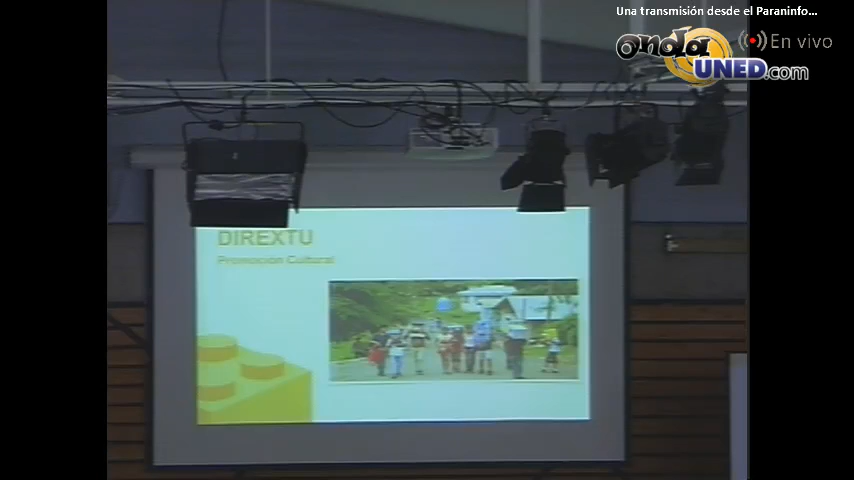 Una transmisión desde el Paraninfo...
onda UNED.com
En vivo
DIREXTU
Promoción Cultural